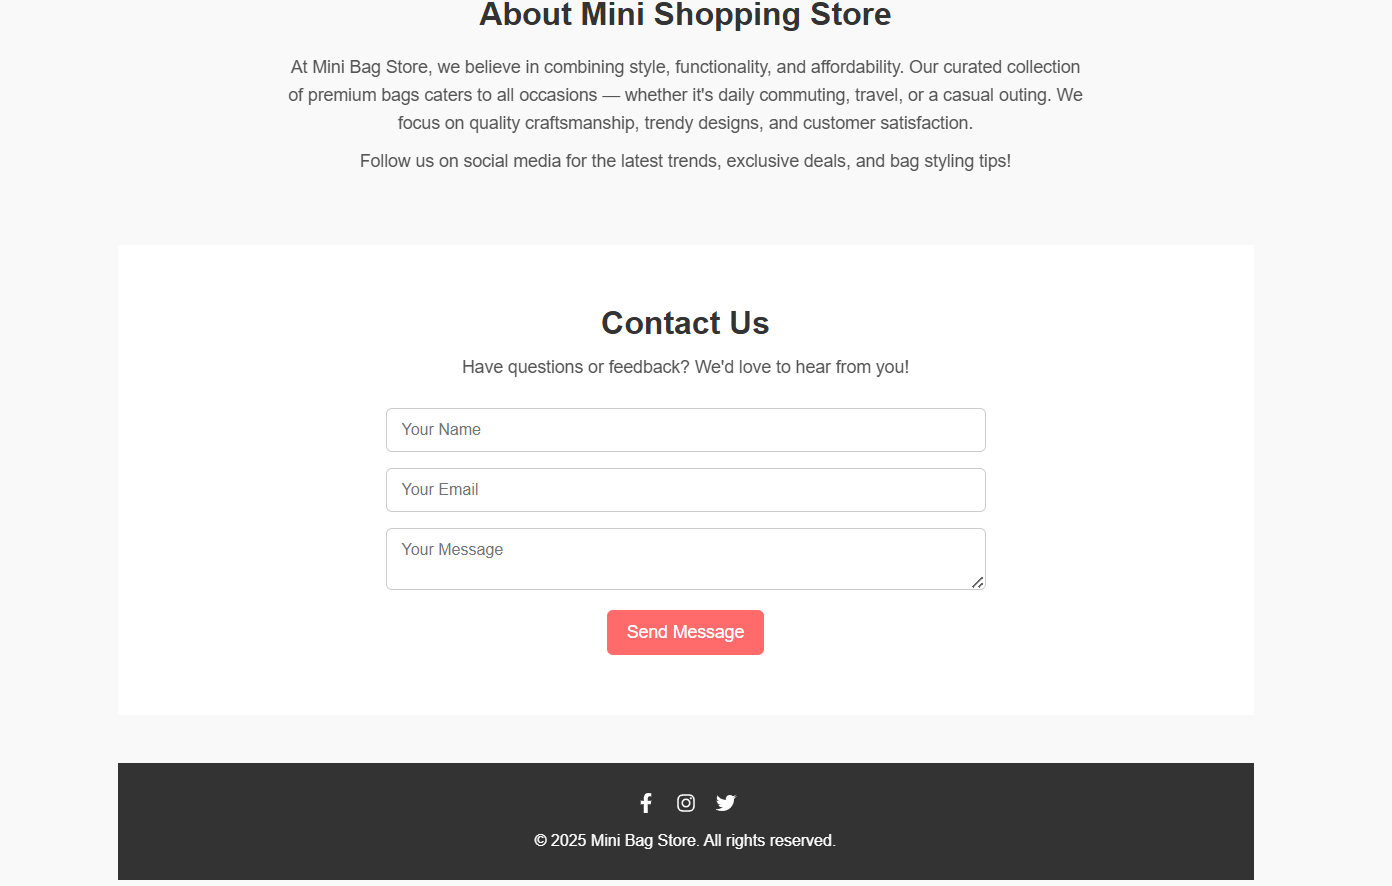 About Mini Shopping Store
At Mini Bag Store, we believe in combining style, functionality, and affordability. Our curated collection
of premium bags caters to all occasions — whether it's daily commuting, travel, or a casual outing. We
focus on quality craftsmanship, trendy designs, and customer satisfaction.
Follow us on social media for the latest trends, exclusive deals, and bag styling tips!
Contact Us
Have questions or feedback? We'd love to hear from you!
Your Name
Your Email
Your Message
Send Message
© 2025 Mini Bag Store. All rights reserved.